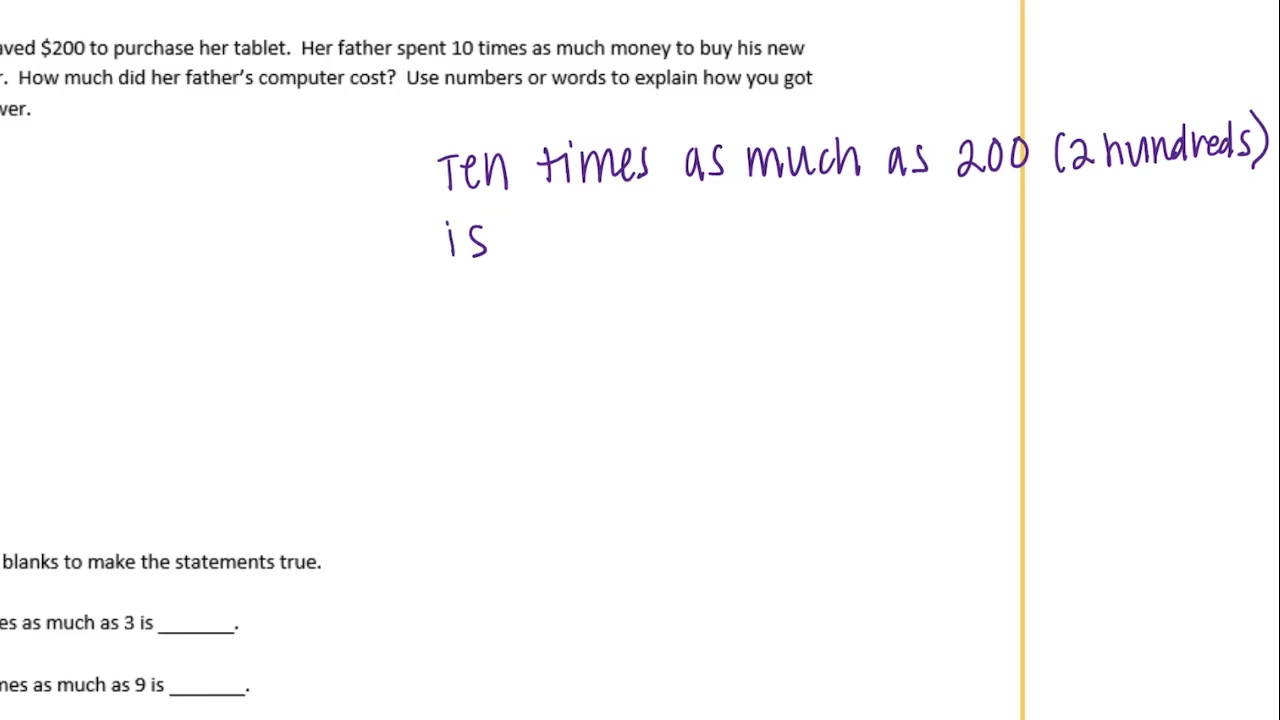 aved $200 to purchase her tablet. Her father spent 10 times as much money to buy his new
r. How much did her father's computer cost? Use numbers or words to explain how you got
wer.
Ten times as much as 200 (2 hundreds)
is
blanks to make the statements true.
es as much as 3 is _______.
mes as much as 9 is _______.